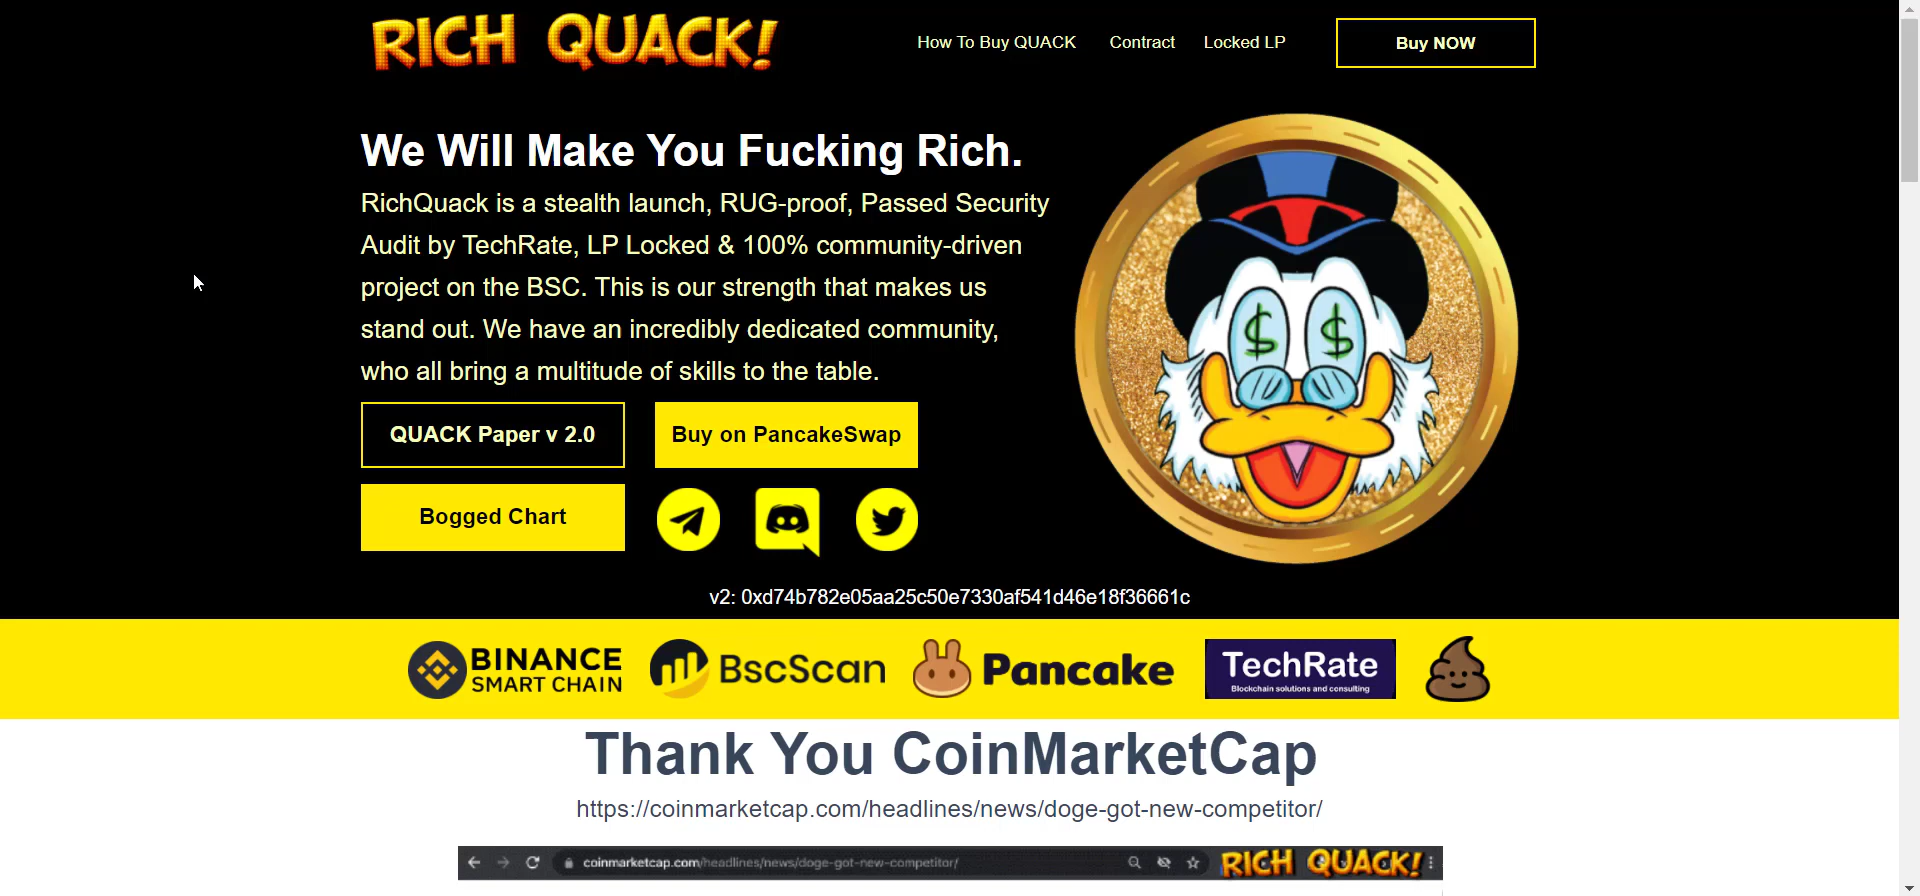 RICH QUACK!
How To Buy QUACK
Contract
Locked LP
Buy NOW
We Will Make You Fucking Rich.
RichQuack is a stealth launch, RUG-proof, Passed Security
Audit by TechRate, LP Locked & 100% community-driven
project on the BSC. This is our strength that makes us
stand out. We have an incredibly dedicated community,
who all bring a multitude of skills to the table.
QUACK Paper v 2.0
Buy on PancakeSwap
Bogged Chart
$ $
v2: 0xd74b782e05aa25c50e7330af541d46e18f36661c
BINANCE
SMART CHAIN
BscScan
Pancake
TechRate
Blockchain solutions and consulting
Thank You CoinMarketCap
https://coinmarketcap.com/headlines/news/doge-got-new-competitor/
coinmarketcap.com/headlines/news/doge-got-new-competitor/
RICH QUACK!